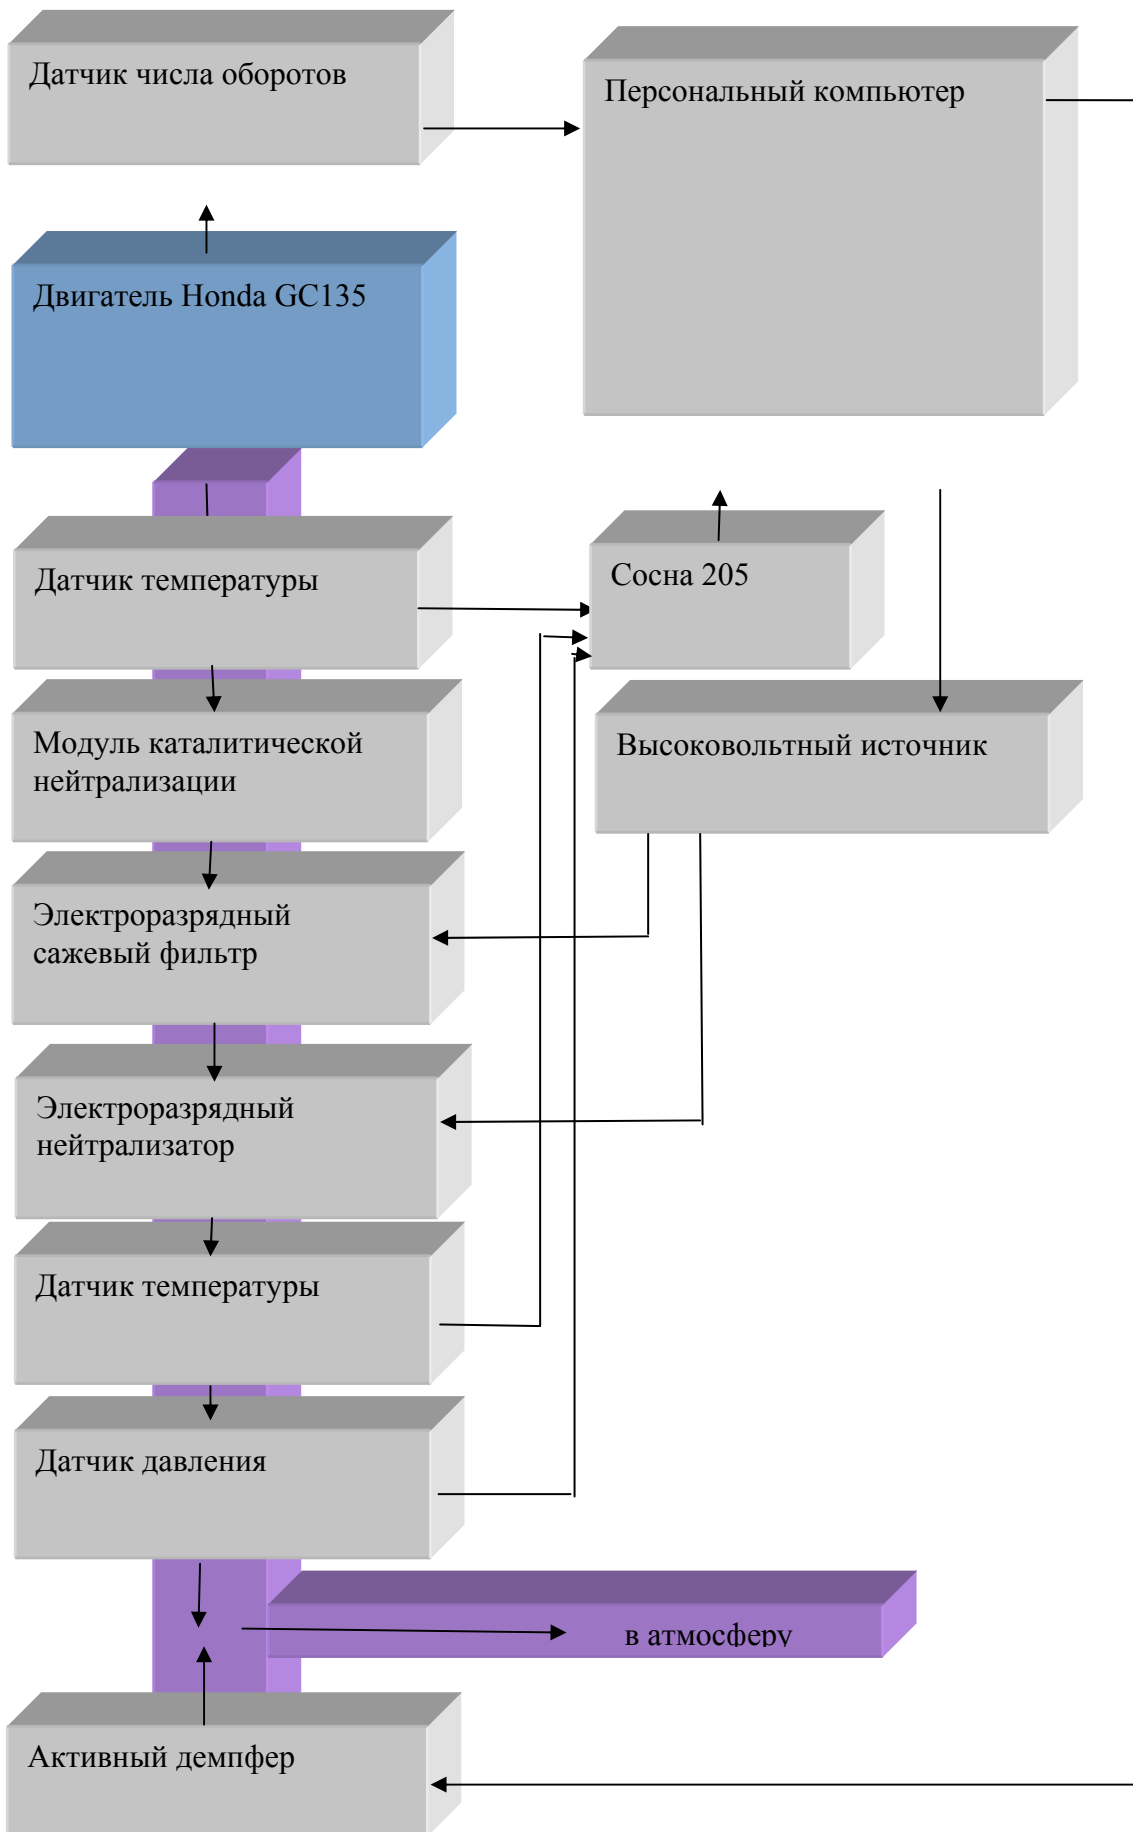 Датчик числа оборотов
Персональный компьютер
Двигатель Honda GC135
Датчик температуры
Сосна 205
Модуль каталитической
нейтрализации
Высоковольтный источник
Электроразрядный
сажевый фильтр
Электроразрядный
нейтрализатор
Датчик температуры
Датчик давления
в атмосферу
Активный демпфер